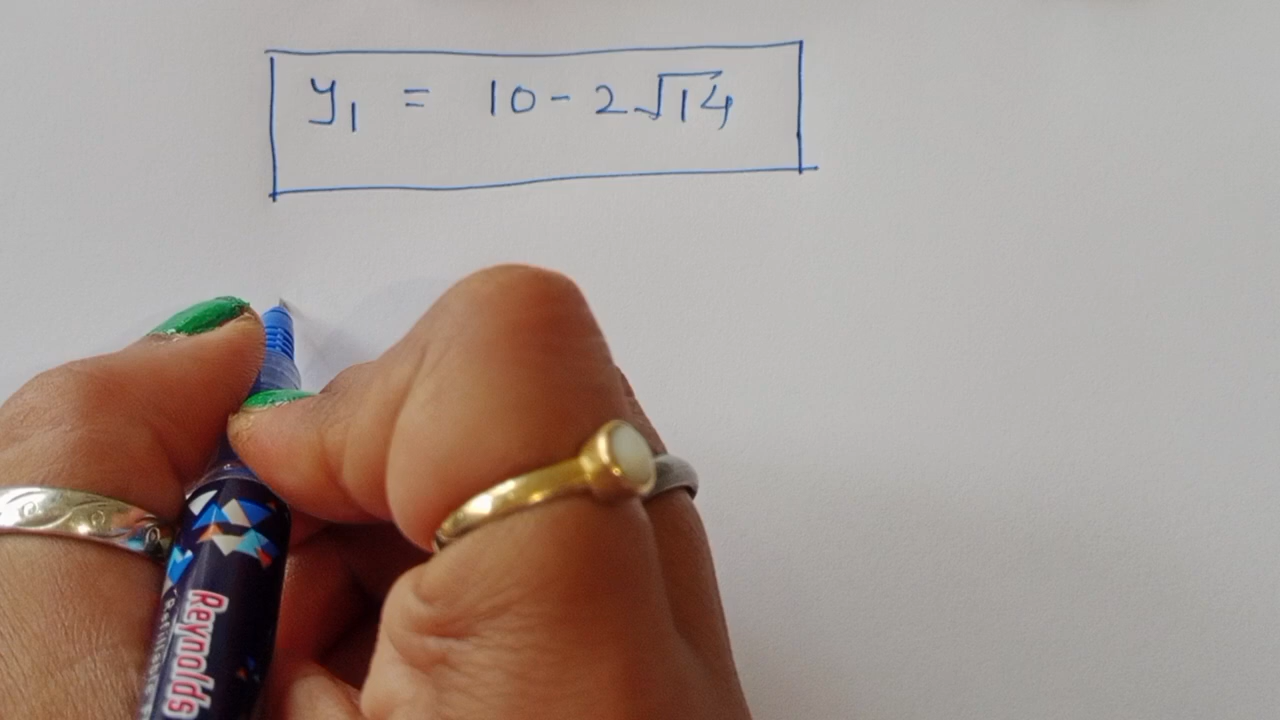 y₁ = 10 - 2√14
Reynolds